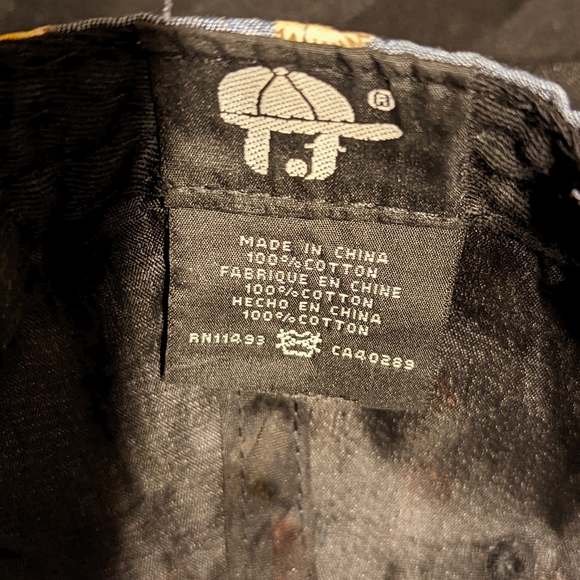 ®
MADE IN CHINA
100%COTTON
FABRIQUE EN CHINE
100%COTTON
HECHO EN CHINA
100%COTTON
RN11493 CA40289